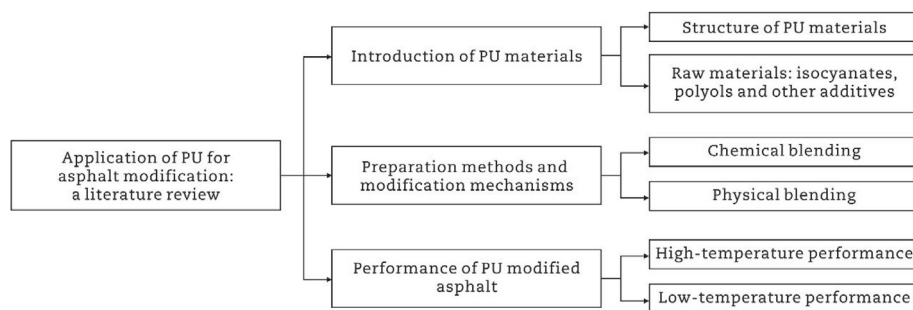 Application of PU for
asphalt modification:
a literature review
Introduction of PU materials
Structure of PU materials
Raw materials: isocyanates,
polyols and other additives
Preparation methods and
modification mechanisms
Chemical blending
Physical blending
Performance of PU modified
asphalt
High-temperature performance
Low-temperature performance